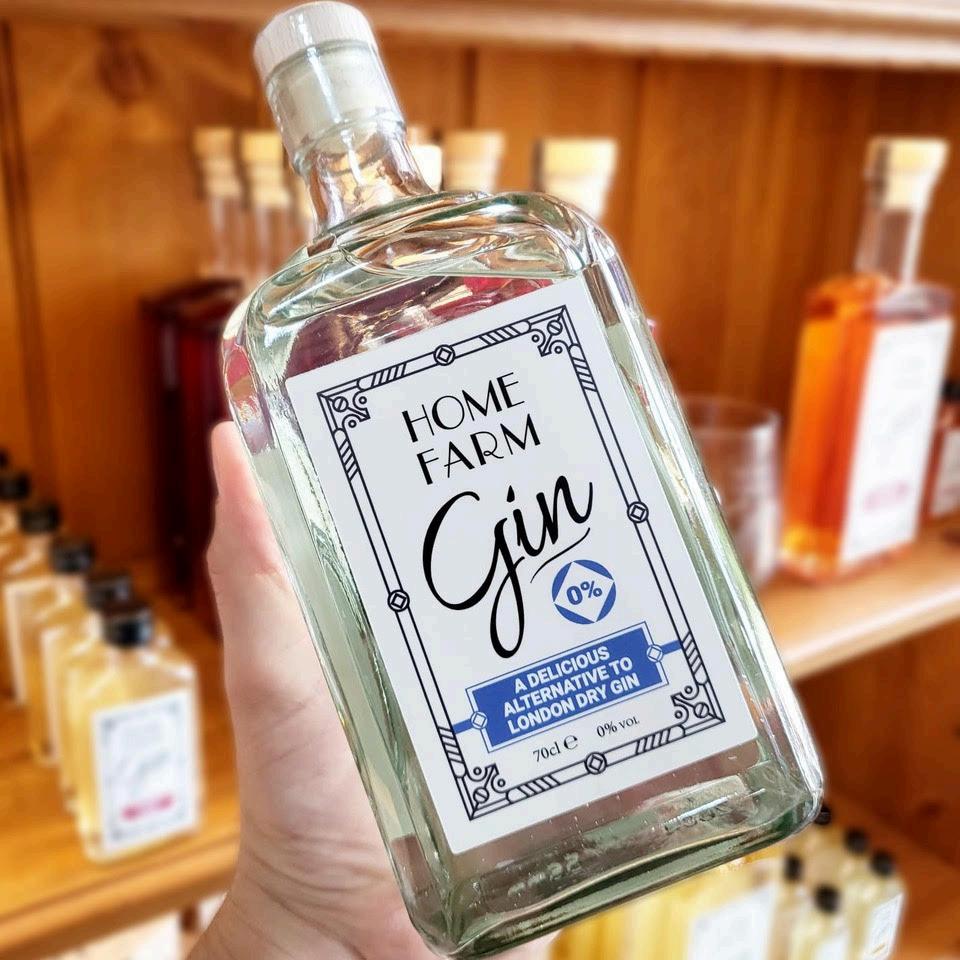 HOME
FARM
Gin
0%
A DELICIOUS
ALTERNATIVE TO
LONDON DRY GIN
70cl ℮ 0% VOL